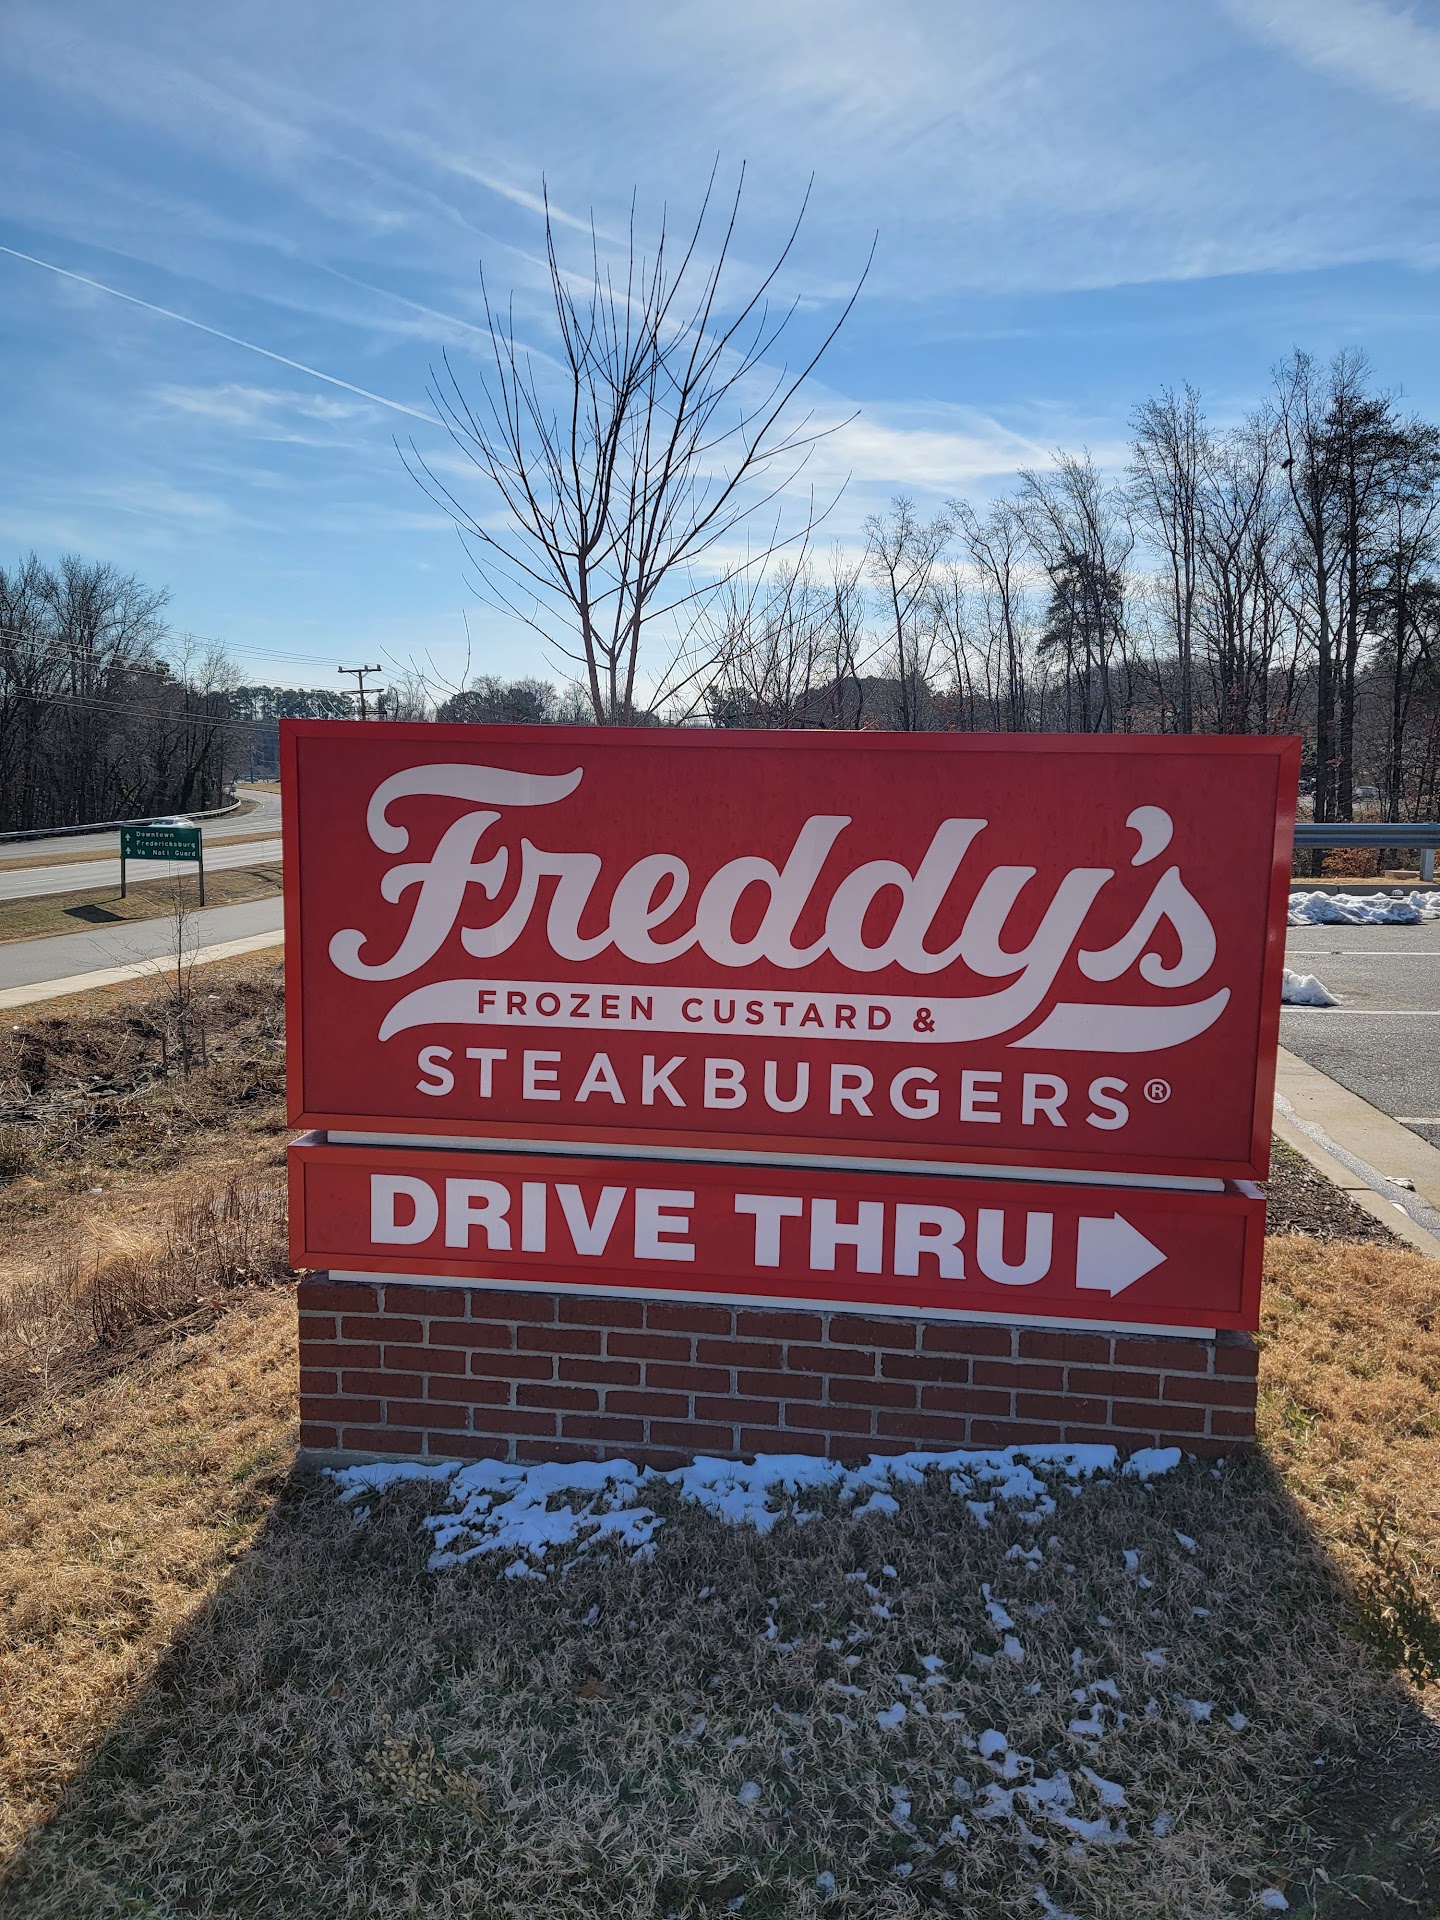 Freddy's
FROZEN CUSTARD &
STEAKBURGERS®
DRIVE THRU
Downtown
Fredericksburg
Va Natl Guard